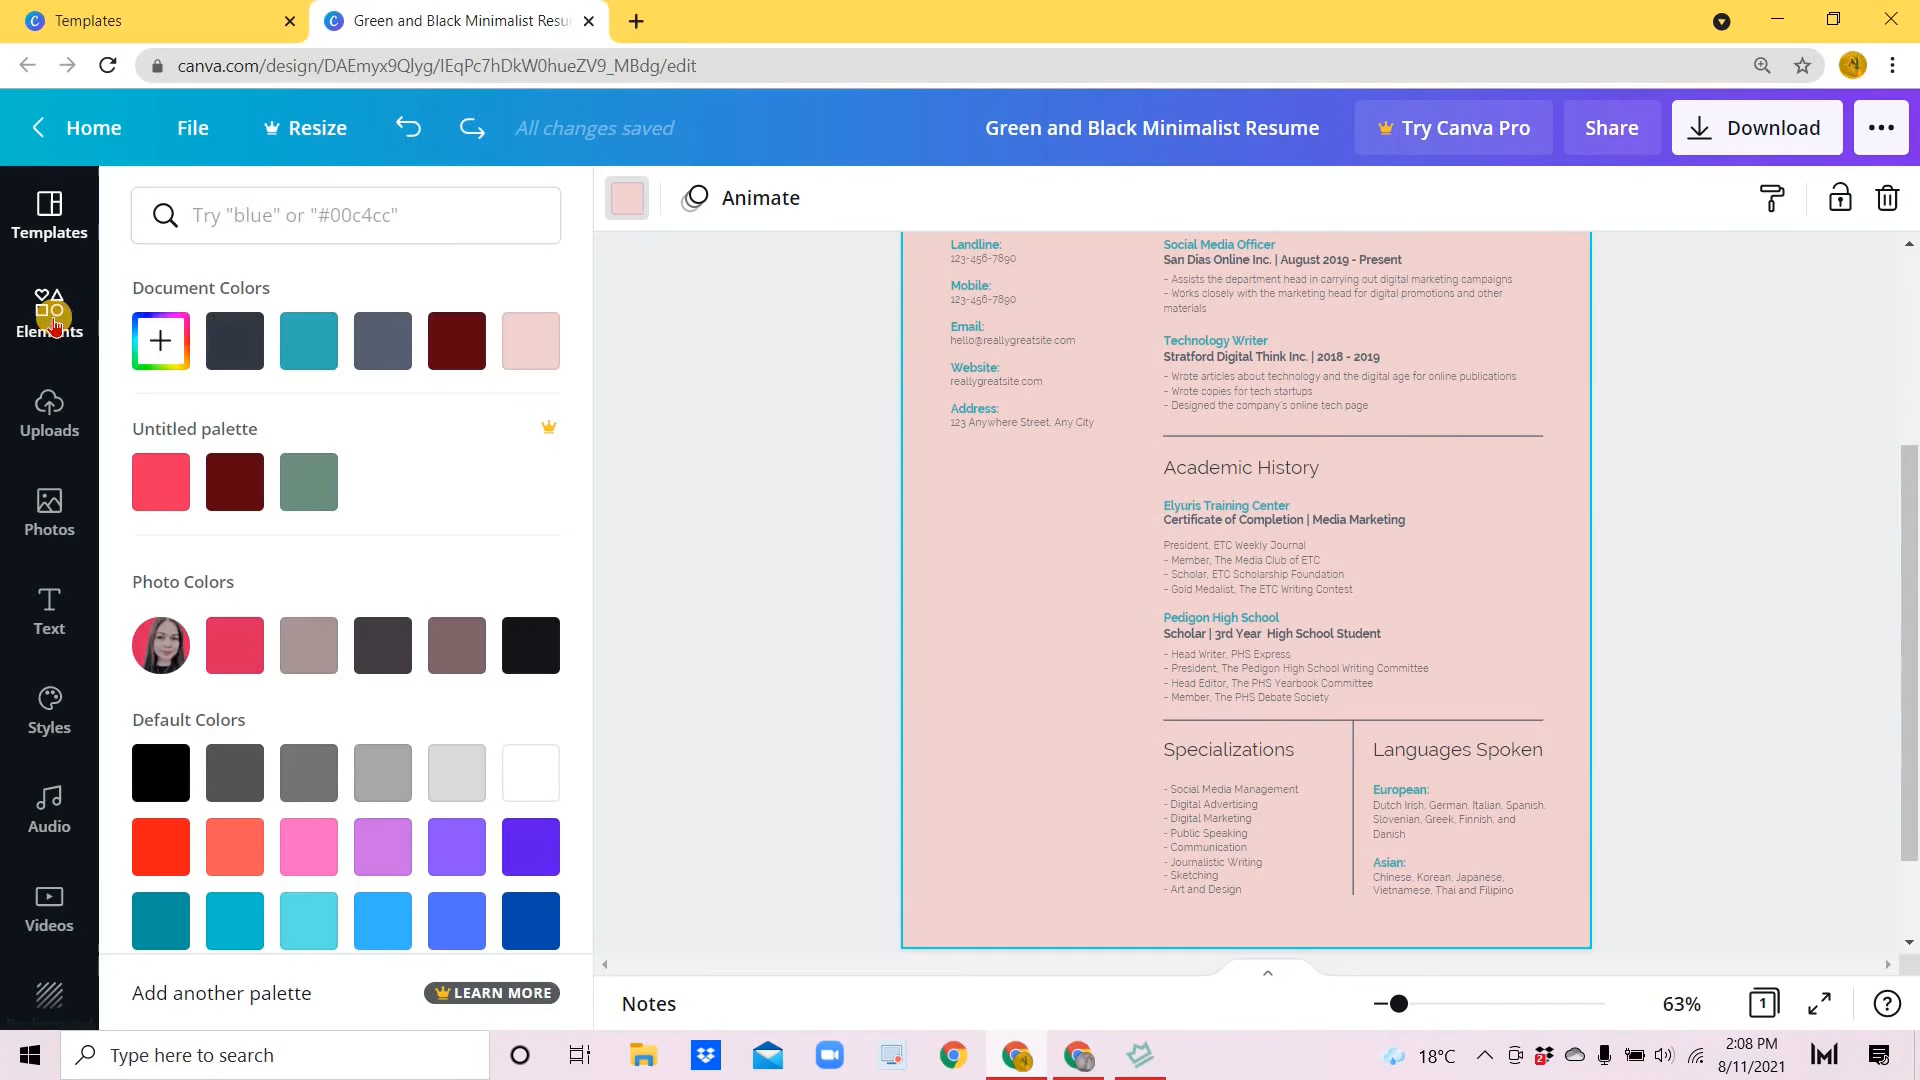 Templates
Green and Black Minimalist Resu
canva.com/design/DAEmyx9Qlyg/IEqPc7hDkW0hueZV9_MBdg/edit
Home
File
Resize
All changes saved
Green and Black Minimalist Resume
Try Canva Pro
Share
Download
Templates
Elements
Uploads
Photos
Text
Styles
Audio
Videos
Try "blue" or "#00c4cc"
Document Colors
Untitled palette
Photo Colors
Default Colors
Add another palette
LEARN MORE
Animate
Landline:
123-456-7890
Mobile:
123-456-7890
Email:
hello@reallygreatsite.com
Website:
reallygreatsite.com
Address:
123 Anywhere Street, Any City
Social Media Officer
San Dias Online Inc. | August 2019 - Present
- Assists the department head in carrying out digital marketing campaigns
- Works closely with the marketing head for digital promotions and other
materials
Technology Writer
Stratford Digital Think Inc. | 2018 - 2019
- Wrote articles about technology and the digital age for online publications
- Wrote copies for tech startups
- Designed the company's online tech page
Academic History
Elyuris Training Center
Certificate of Completion | Media Marketing
President, ETC Weekly Journal
- Member, The Media Club of ETC
- Scholar, ETC Scholarship Foundation
- Gold Medalist, The ETC Writing Contest
Pedigon High School
Scholar | 3rd Year High School Student
- Head Writer, PHS Express
- President, The Pedigon High School Writing Committee
- Head Editor, The PHS Yearbook Committee
- Member, The PHS Debate Society
Specializations
- Social Media Management
- Digital Advertising
- Digital Marketing
- Public Speaking
- Communication
- Journalistic Writing
- Sketching
- Art and Design
Languages Spoken
European:
Dutch Irish, German, Italian, Spanish,
Slovenian, Greek, Finnish, and
Danish
Asian:
Chinese, Korean, Japanese,
Vietnamese, Thai and Filipino
Notes
63%
1
Type here to search
18°C
2:08 PM
8/11/2021